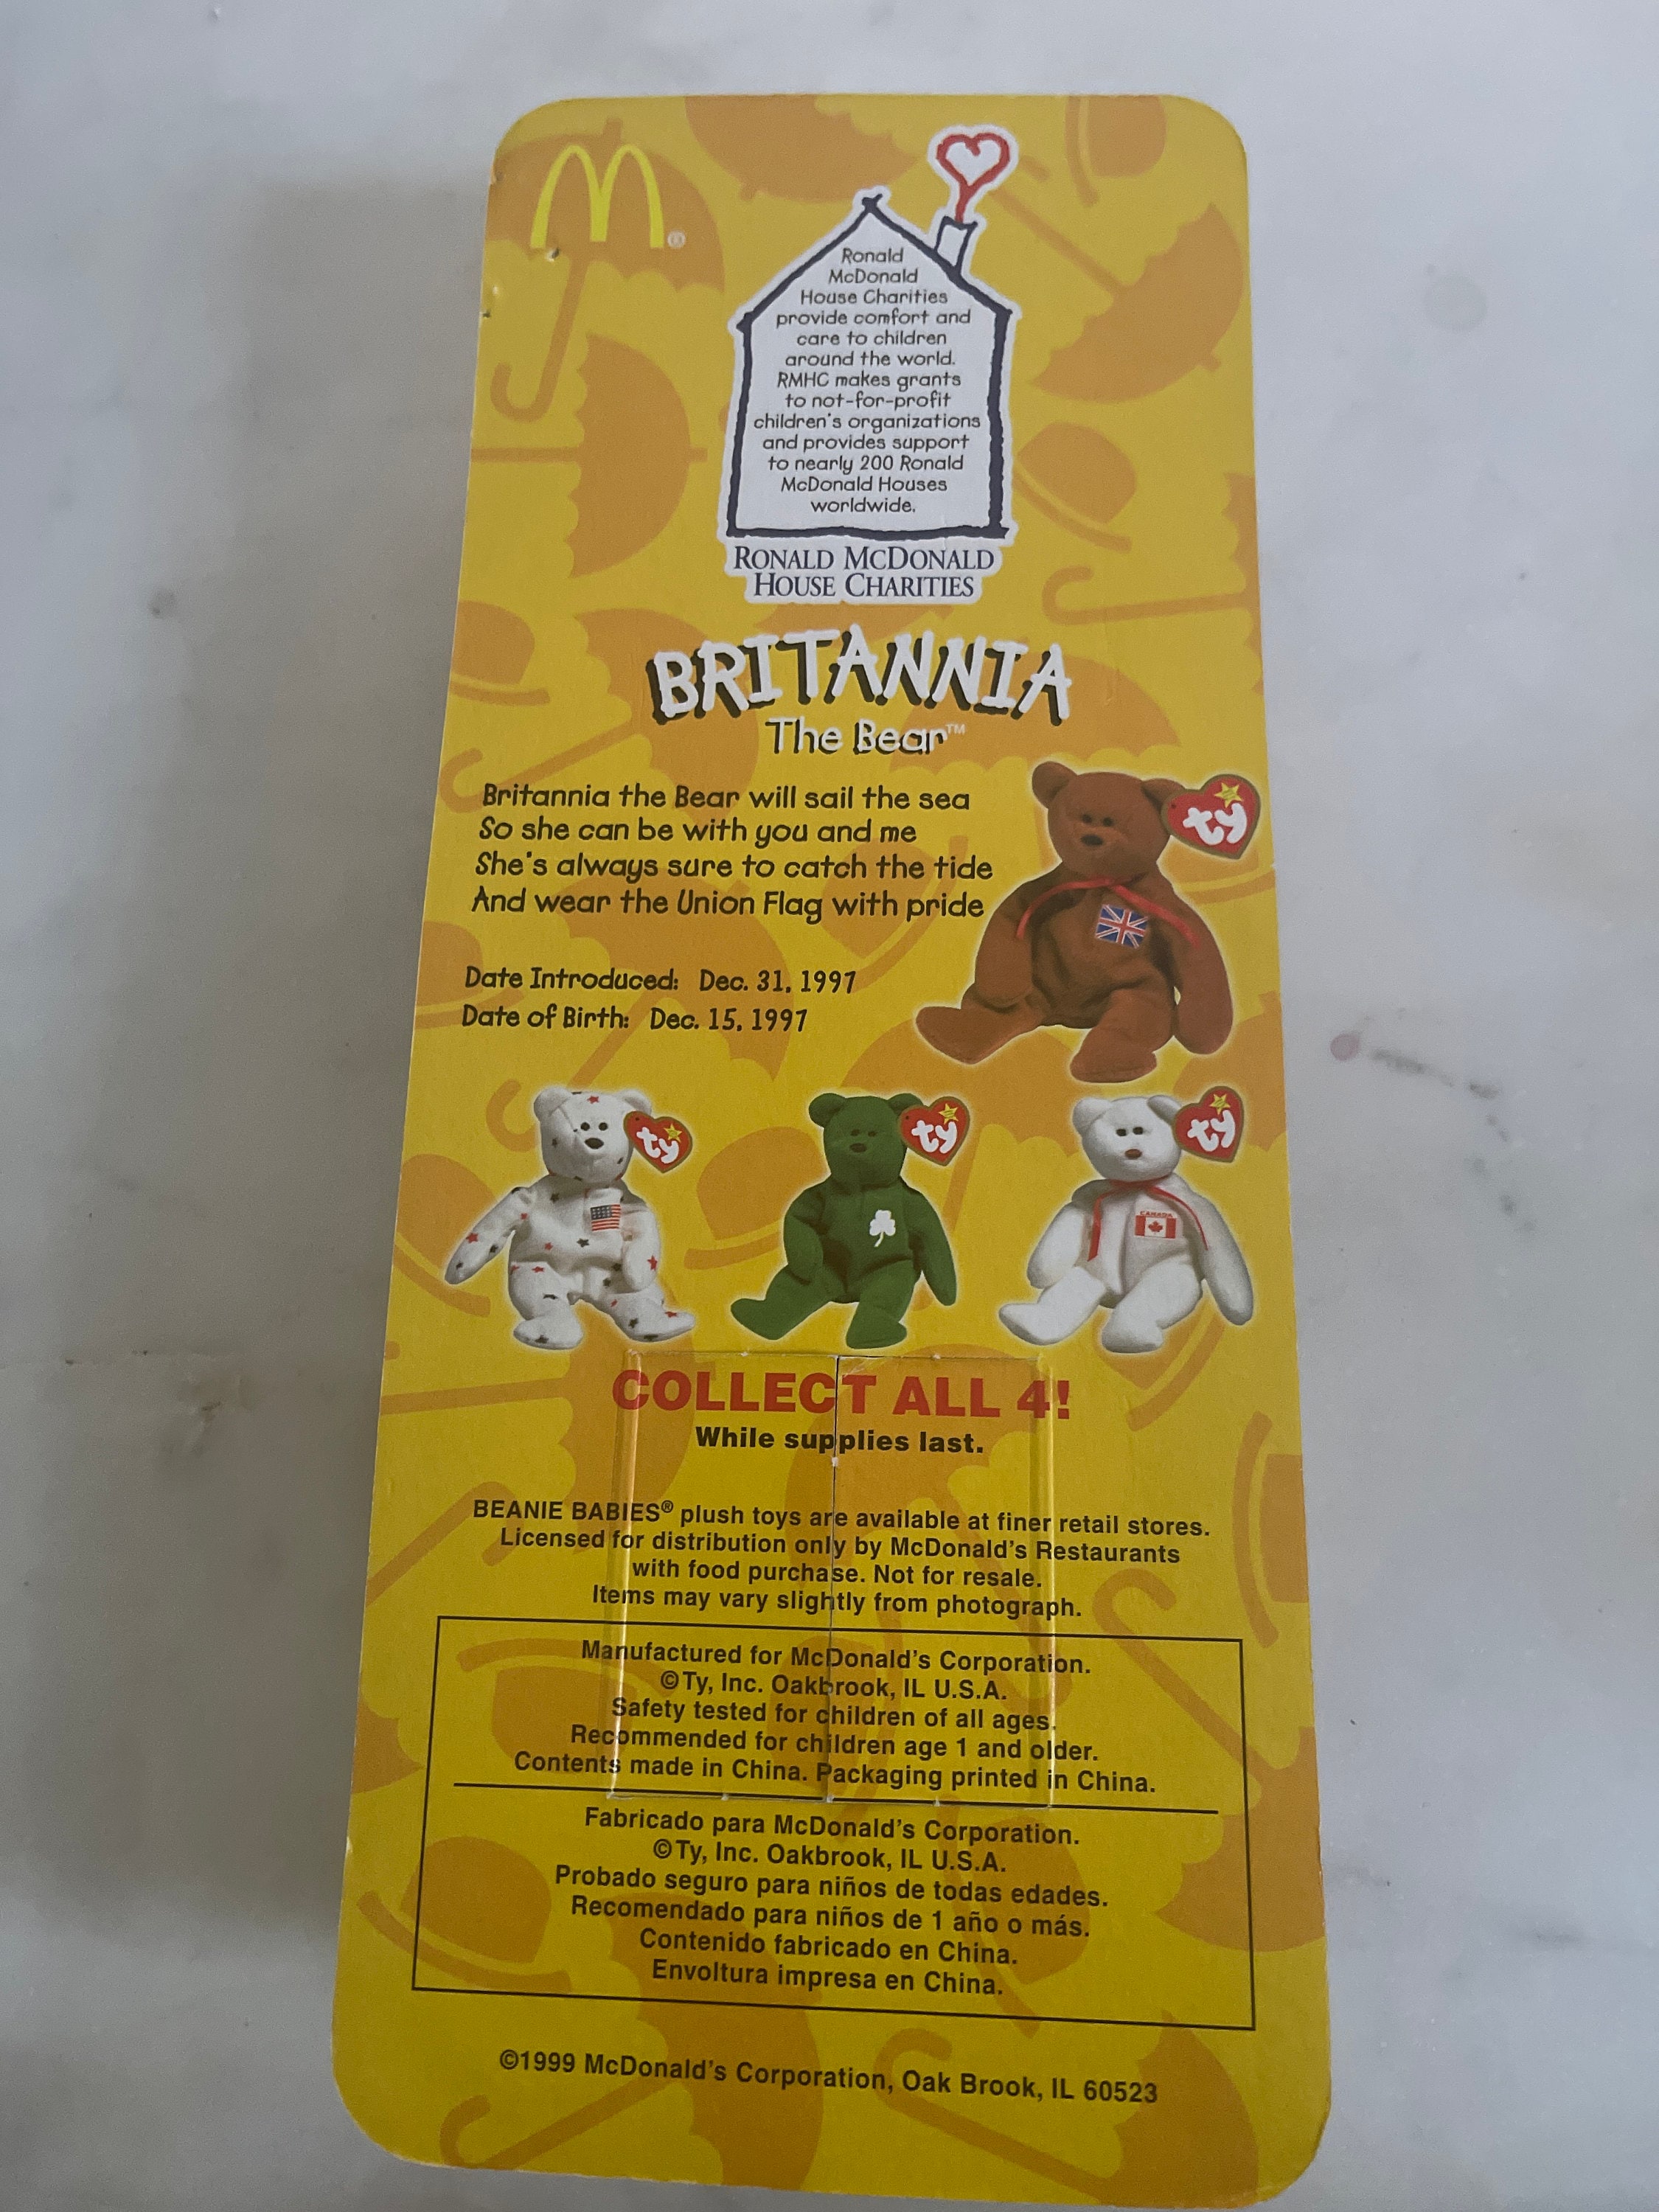 M®
Ronald
McDonald
House Charities
provide comfort and
care to children
around the world.
RMHC makes grants
to not-for-profit
children's organizations
and provides support
to nearly 200 Ronald
McDonald Houses
worldwide.
RONALD MCDONALD
HOUSE CHARITIES
BRITANNIA
The Bear™
Britannia the Bear will sail the sea
So she can be with you and me
She's always sure to catch the tide
And wear the Union Flag with pride
ty
Date Introduced: Dec. 31, 1997
Date of Birth: Dec. 15, 1997
ty
ty
ty
CANADA
COLLECT ALL 4!
While supplies last.
BEANIE BABIES® plush toys are available at finer retail stores.
Licensed for distribution only by McDonald's Restaurants
with food purchase. Not for resale.
Items may vary slightly from photograph.
Manufactured for McDonald's Corporation.
©Ty, Inc. Oakbrook, IL U.S.A.
Safety tested for children of all ages.
Recommended for children age 1 and older.
Contents made in China. Packaging printed in China.
Fabricado para McDonald's Corporation.
©Ty, Inc. Oakbrook, IL U.S.A.
Probado seguro para niños de todas edades.
Recomendado para niños de 1 año o más.
Contenido fabricado en China.
Envoltura impresa en China.
©1999 McDonald's Corporation, Oak Brook, IL 60523